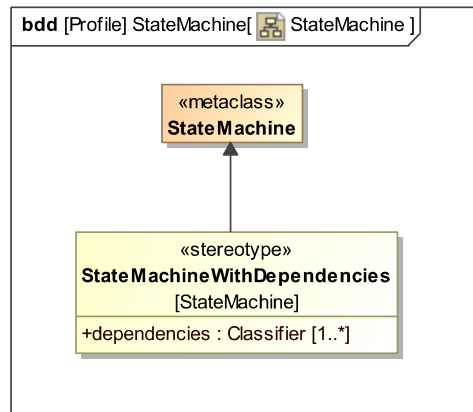 bdd [Profile] StateMachine[ StateMachine ]
«metaclass»
StateMachine
«stereotype»
StateMachineWithDependencies
[StateMachine]
+dependencies : Classifier [1..*]